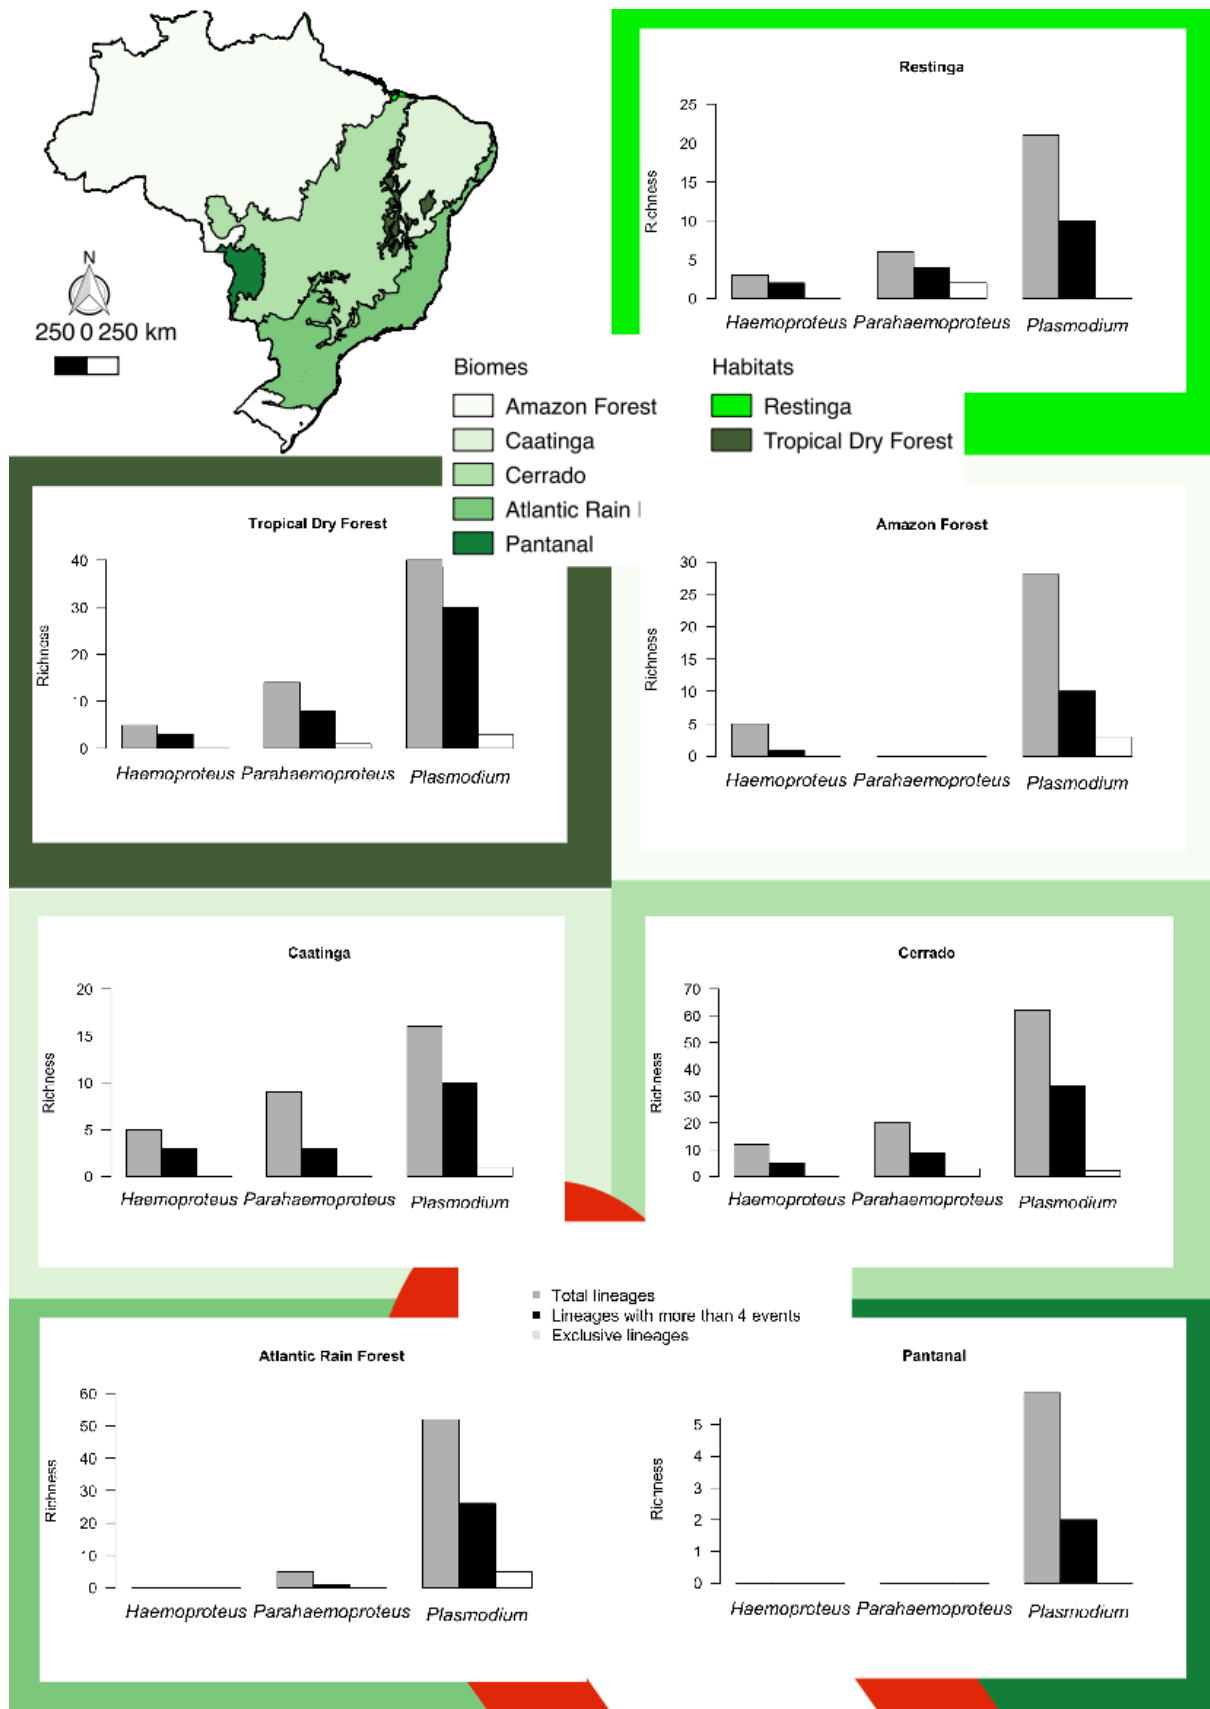 N
250 0 250 km
Restinga
25
20
15
10
5
0
Richness
Haemoproteus Parahaemoproteus Plasmodium
Biomes
Amazon Forest
Caatinga
Cerrado
Atlantic Rain
Pantanal
Habitats
Restinga
Tropical Dry Forest
Tropical Dry Forest
40
30
20
10
0
Richness
Haemoproteus Parahaemoproteus Plasmodium
Amazon Forest
30
25
20
15
10
5
0
Richness
Haemoproteus Parahaemoproteus Plasmodium
Caatinga
20
15
10
5
0
Richness
Haemoproteus Parahaemoproteus Plasmodium
Cerrado
70
60
50
40
30
20
10
0
Richness
Haemoproteus Parahaemoproteus Plasmodium
Total lineages
Lineages with more than 4 events
Exclusive lineages
Atlantic Rain Forest
60
50
40
30
20
10
0
Richness
Haemoproteus Parahaemoproteus Plasmodium
Pantanal
5
4
3
2
1
0
Richness
Haemoproteus Parahaemoproteus Plasmodium